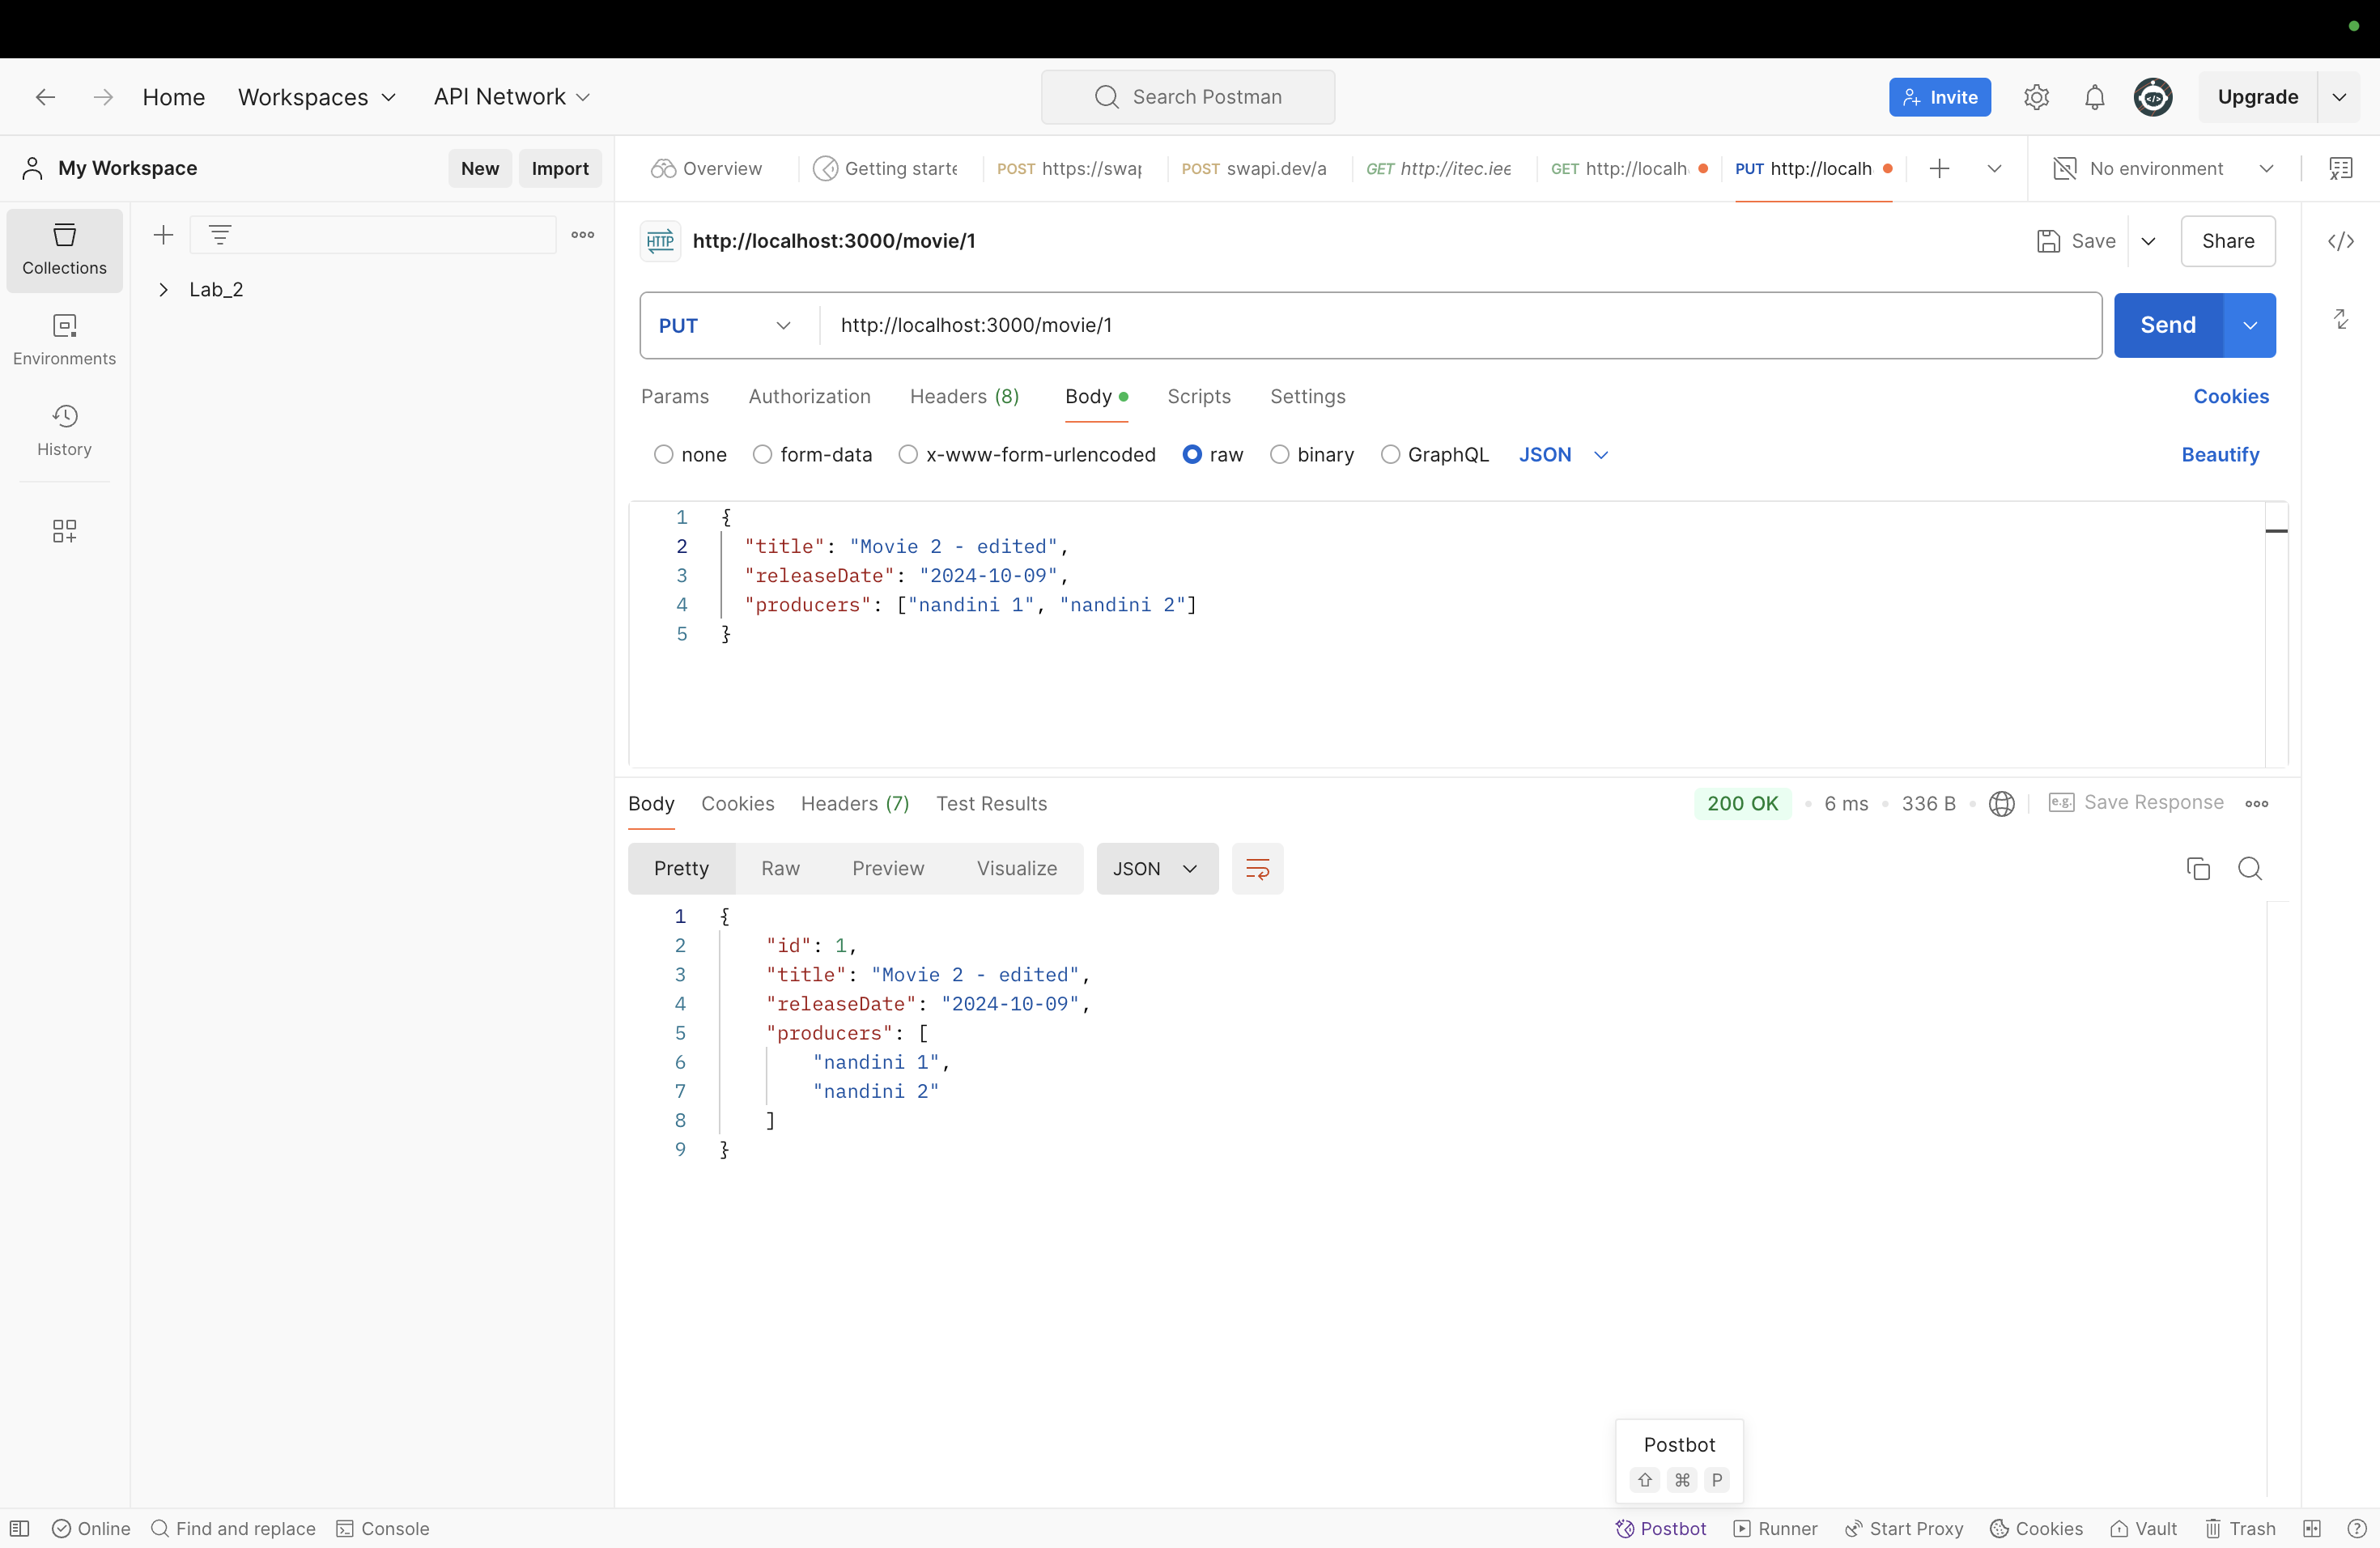 Home Workspaces API Network Search Postman Invite Upgrade
My Workspace New Import Overview Getting starte POST https://swap POST swapi.dev/a GET http://itec.iee GET http://localh PUT http://localh No environment
Collections
Environments
History
Lab_2
HTTP http://localhost:3000/movie/1 Save Share
PUT http://localhost:3000/movie/1 Send
Params Authorization Headers (8) Body Scripts Settings Cookies
none form-data x-www-form-urlencoded raw binary GraphQL JSON Beautify
1 {
2 "title": "Movie 2 - edited",
3 "releaseDate": "2024-10-09",
4 "producers": ["nandini 1", "nandini 2"]
5 }
Body Cookies Headers (7) Test Results 200 OK 6 ms 336 B e.g. Save Response
Pretty Raw Preview Visualize JSON
1 {
2 "id": 1,
3 "title": "Movie 2 - edited",
4 "releaseDate": "2024-10-09",
5 "producers": [
6 "nandini 1",
7 "nandini 2"
8 ]
9 }
Postbot
⇧ ⌘ P
Online Find and replace Console Postbot Runner Start Proxy Cookies Vault Trash